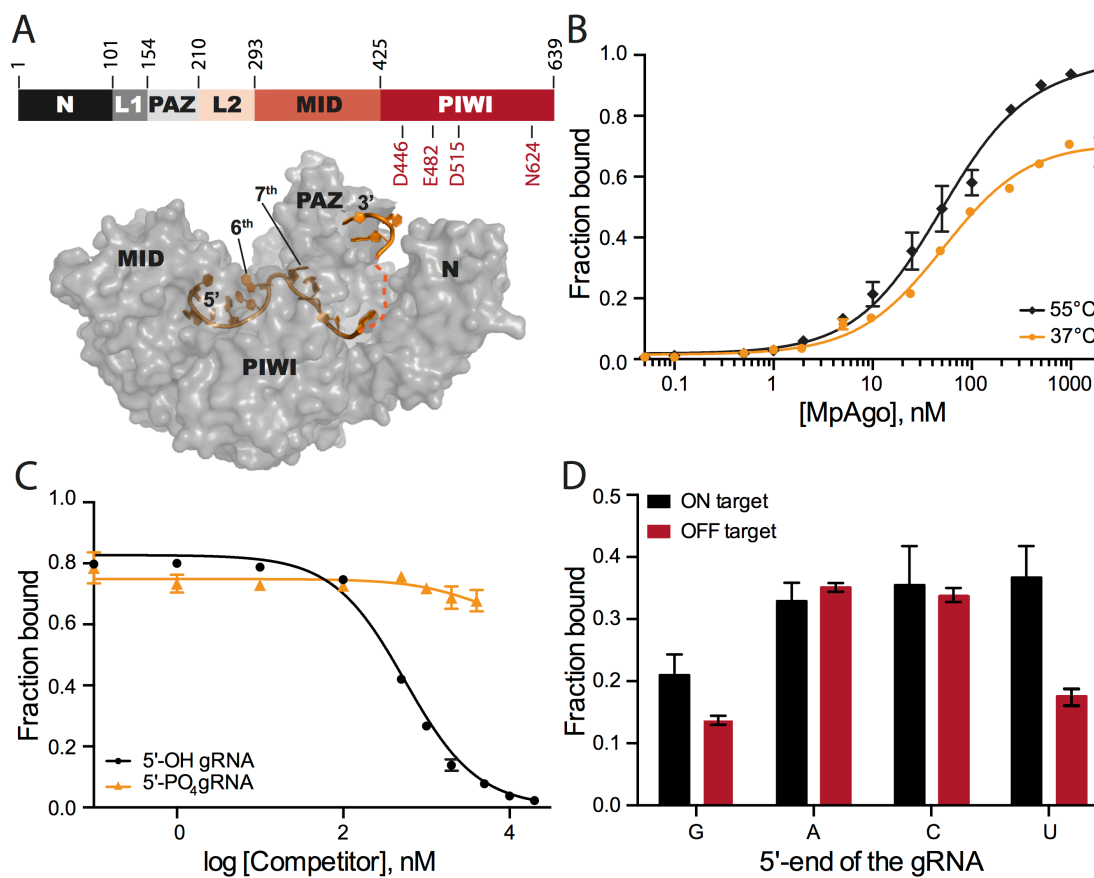 A
1 101 154 210 293 425 639
N L1 PAZ L2 MID PIWI
D446 E482 D515 N624
7th PAZ 3’
6th
MID N
5’
PIWI
B
Fraction bound
1.0
0.8
0.6
0.4
0.2
0.0
0.1 1 10 100 1000
[MpAgo], nM
55°C
37°C
C
Fraction bound
1.0
0.8
0.6
0.4
0.2
0.0
5'-OH gRNA
5'-PO4gRNA
0 2 4
log [Competitor], nM
D
Fraction bound
0.5
0.4
0.3
0.2
0.1
0.0
ON target
OFF target
G A C U
5'-end of the gRNA